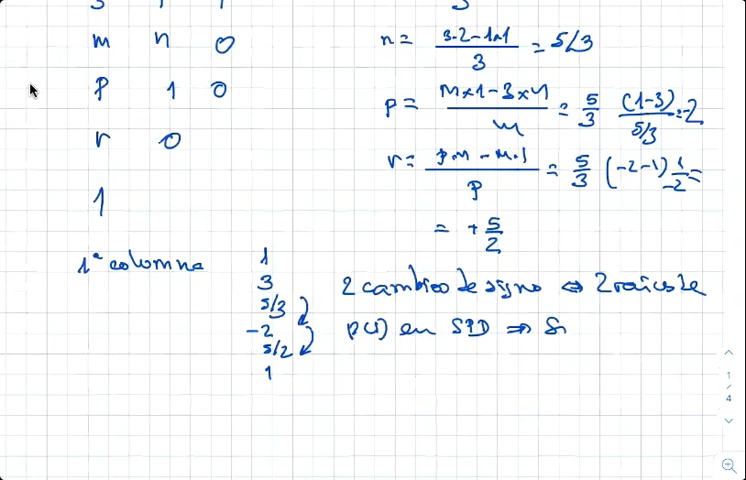 m n 0
n = (3·2-1·1)/3 = 5/3
p 1 0
p = (m×1-3×n)/m = 5/3 (1-3)/(5/3) = -2
r 0
r = (p·n-m·1)/p = 5/3 (-2-1) 1/-2 =
1
= + 5/2
1ª columna
1
3
2 cambios de signo ⇔ 2 raíces de
5/3
-2
p(s) en SPD ⇒
5/2
1
1
/
4